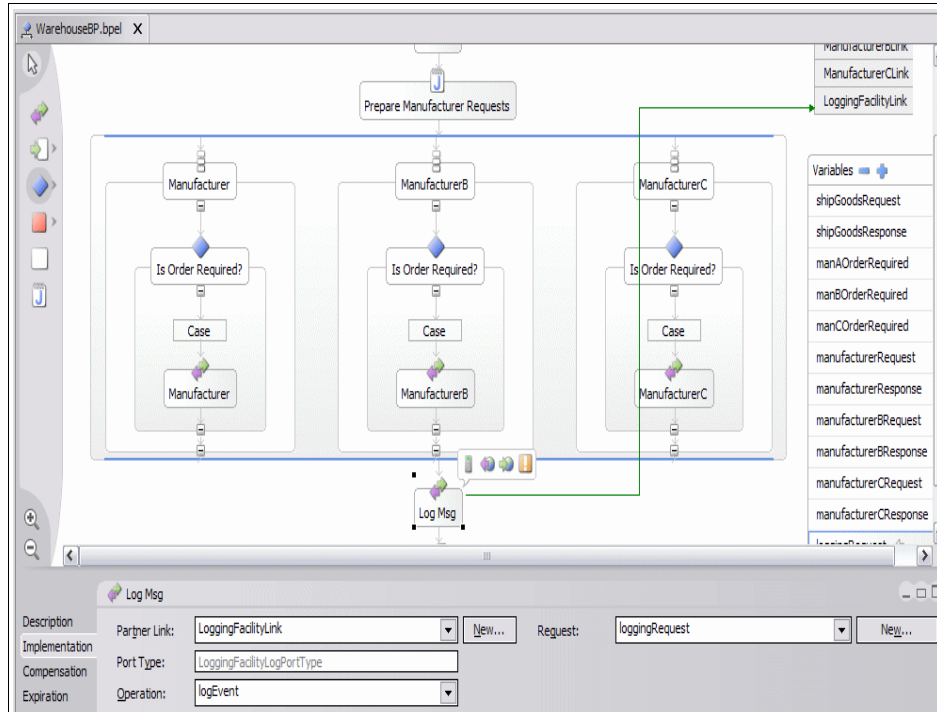 WarehouseBP.bpel X
ManufacturerBLink
ManufacturerCLink
LoggingFacilityLink
Prepare Manufacturer Requests
Manufacturer
ManufacturerB
ManufacturerC
Is Order Required?
Is Order Required?
Is Order Required?
Case
Case
Case
Manufacturer
ManufacturerB
ManufacturerC
Log Msg
Variables
shipGoodsRequest
shipGoodsResponse
manAOrderRequired
manBOrderRequired
manCOrderRequired
manufacturerRequest
manufacturerResponse
manufacturerBRequest
manufacturerBResponse
manufacturerCRequest
manufacturerCResponse
loggingRequest
Log Msg
Description
Implementation
Compensation
Expiration
Partner Link:
LoggingFacilityLink
New...
Request:
loggingRequest
New...
Port Type:
LoggingFacilityLogPortType
Operation:
logEvent